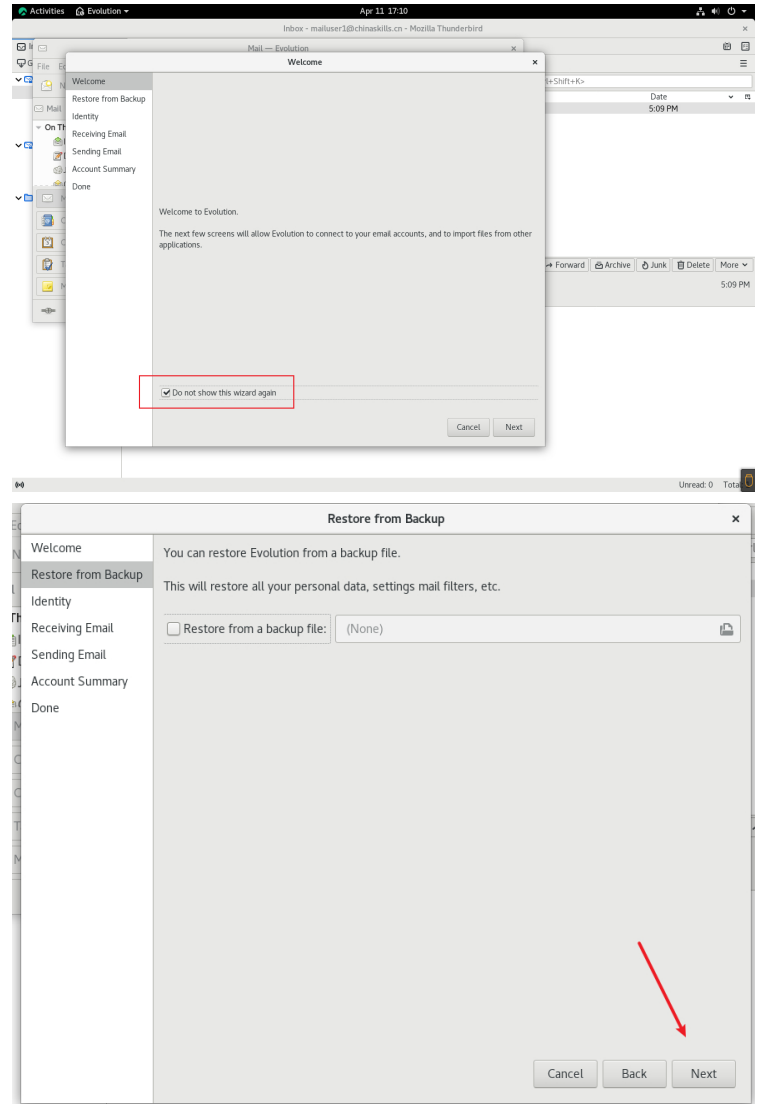 Activities Evolution Apr 11 17:10
Inbox - mailuser1@chinaskills.cn - Mozilla Thunderbird
Mail — Evolution
File
Welcome
Welcome
Restore from Backup
Identity
Receiving Email
Sending Email
Account Summary
Done
Mail
On Th
Welcome to Evolution.
The next few screens will allow Evolution to connect to your email accounts, and to import files from other
applications.
Do not show this wizard again
Cancel Next
l+Shift+K>
Date
5:09 PM
Forward Archive Junk Delete More
5:09 PM
Unread: 0 Total
Restore from Backup
Welcome
Restore from Backup
Identity
Receiving Email
Sending Email
Account Summary
Done
You can restore Evolution from a backup file.
This will restore all your personal data, settings mail filters, etc.
Restore from a backup file: (None)
Cancel Back Next